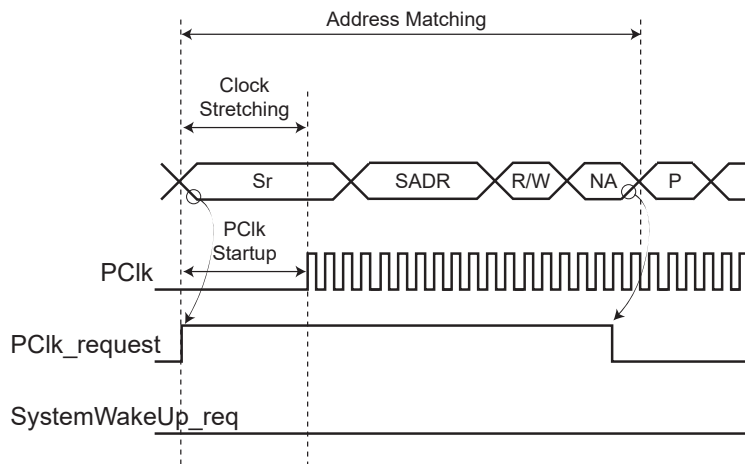 Address Matching
Clock
Stretching
Sr SADR R/W NA P
PClk
Startup
PClk
PClk_request
SystemWakeUp_req